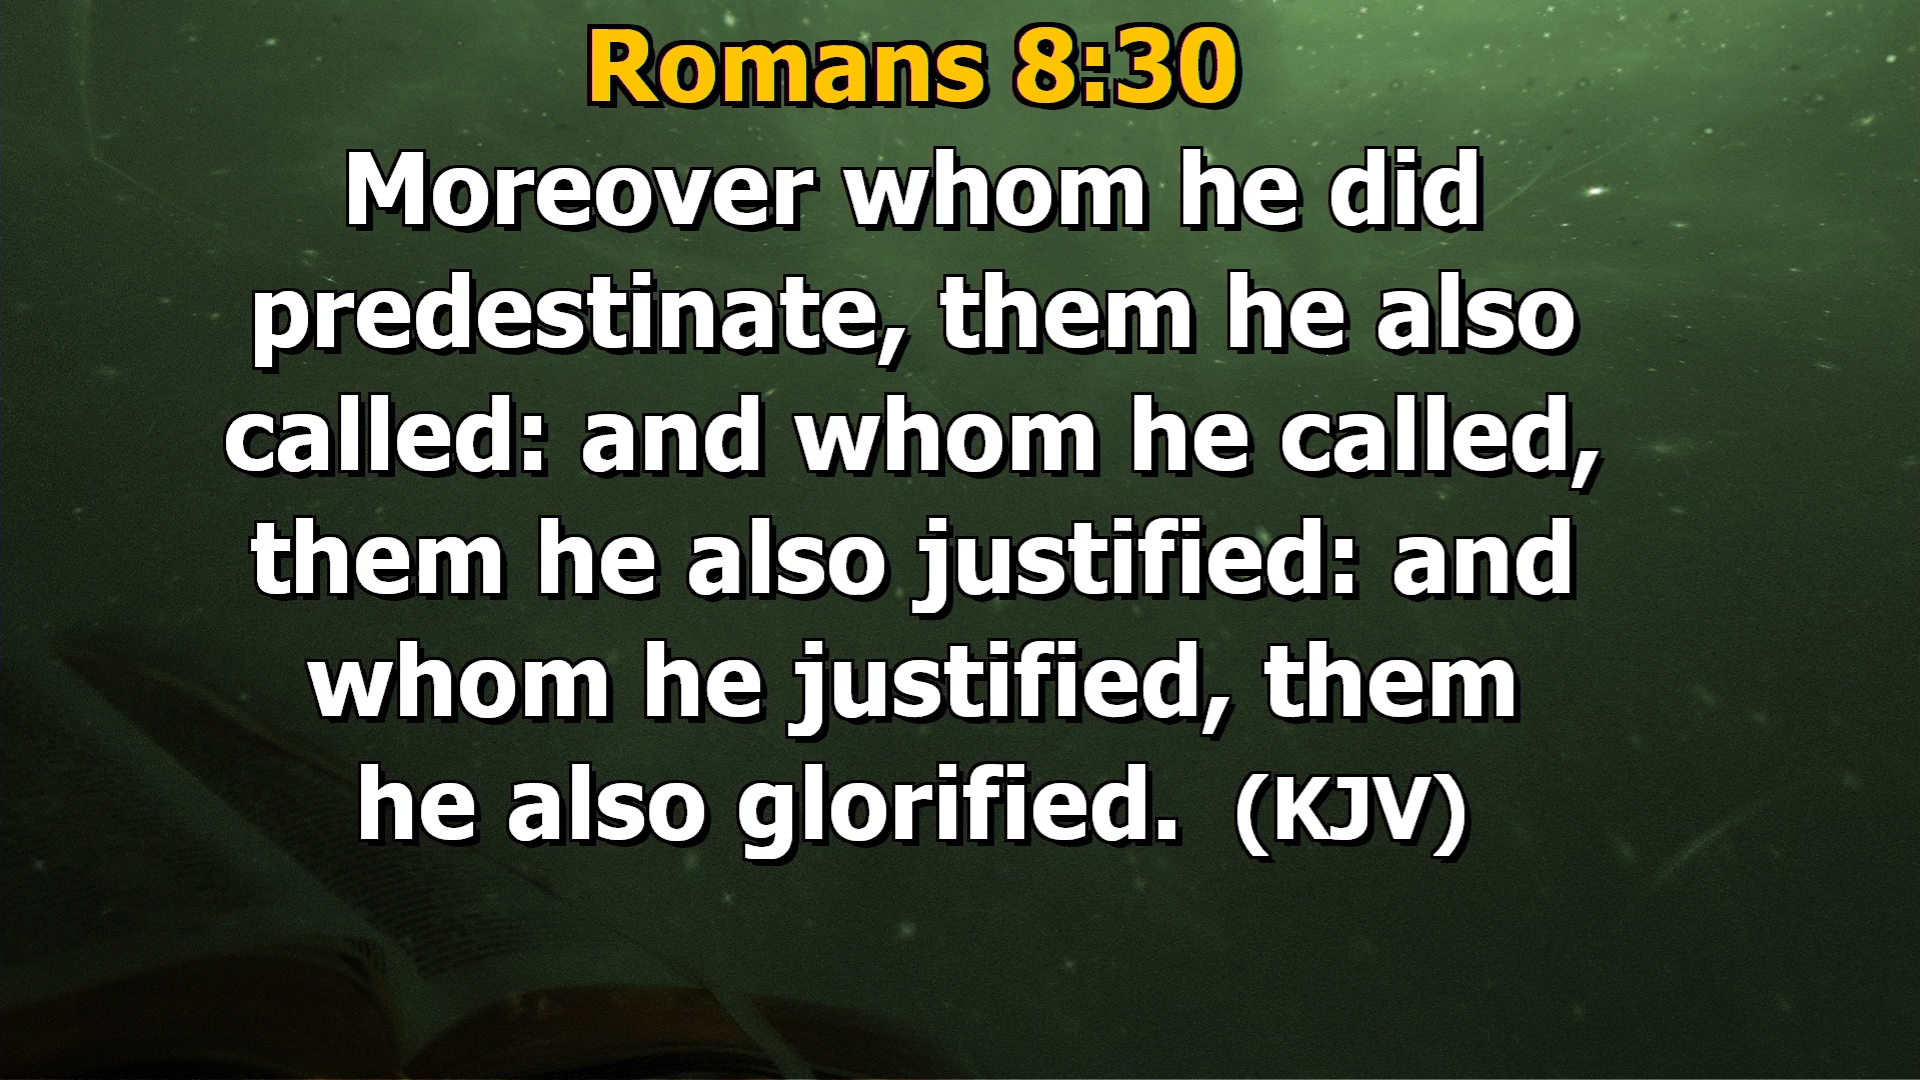 Romans 8:30
Moreover whom he did
predestinate, them he also
called: and whom he called,
them he also justified: and
whom he justified, them
he also glorified.  (KJV)